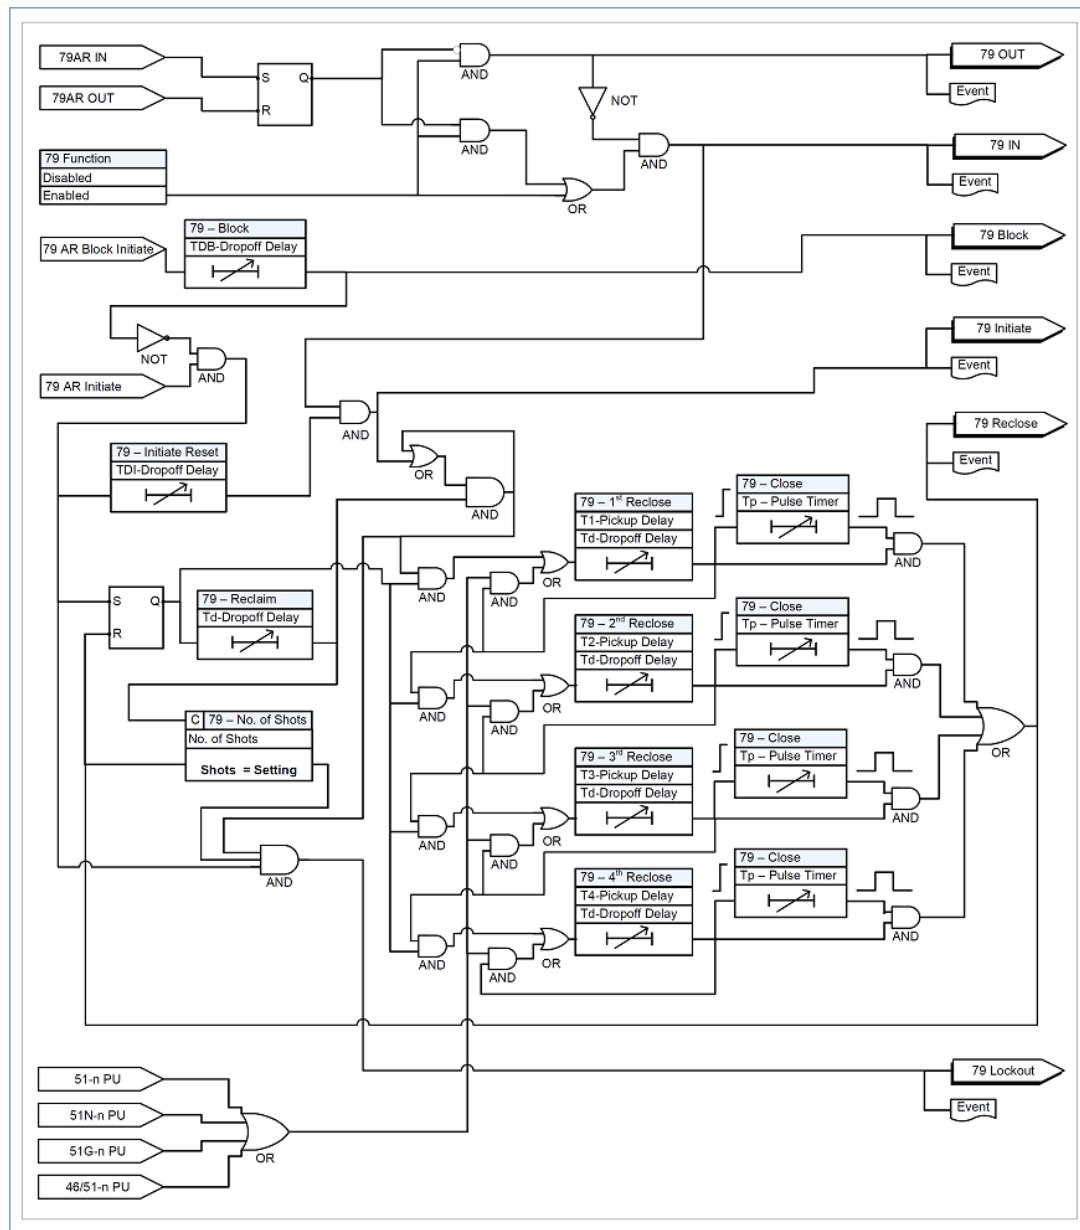 79AR IN
79AR OUT
S
Q
R
AND
NOT
79 OUT
Event
79 Function
Disabled
Enabled
AND
OR
AND
79 IN
Event
79 AR Block Initiate
79 – Block
TDB-Dropoff Delay
79 Block
Event
NOT
79 AR Initiate
AND
79 Initiate
Event
AND
79 – Initiate Reset
TDI-Dropoff Delay
OR
AND
79 Reclose
Event
79 – 1st Reclose
T1-Pickup Delay
Td-Dropoff Delay
79 – Close
Tp – Pulse Timer
AND
AND
AND
OR
S
Q
R
79 – Reclaim
Td-Dropoff Delay
79 – 2nd Reclose
T2-Pickup Delay
Td-Dropoff Delay
79 – Close
Tp – Pulse Timer
AND
AND
AND
OR
C 79 – No. of Shots
No. of Shots
Shots = Setting
79 – 3rd Reclose
T3-Pickup Delay
Td-Dropoff Delay
79 – Close
Tp – Pulse Timer
AND
OR
AND
AND
OR
AND
79 – 4th Reclose
T4-Pickup Delay
Td-Dropoff Delay
79 – Close
Tp – Pulse Timer
AND
AND
AND
OR
51-n PU
51N-n PU
51G-n PU
46/51-n PU
OR
79 Lockout
Event